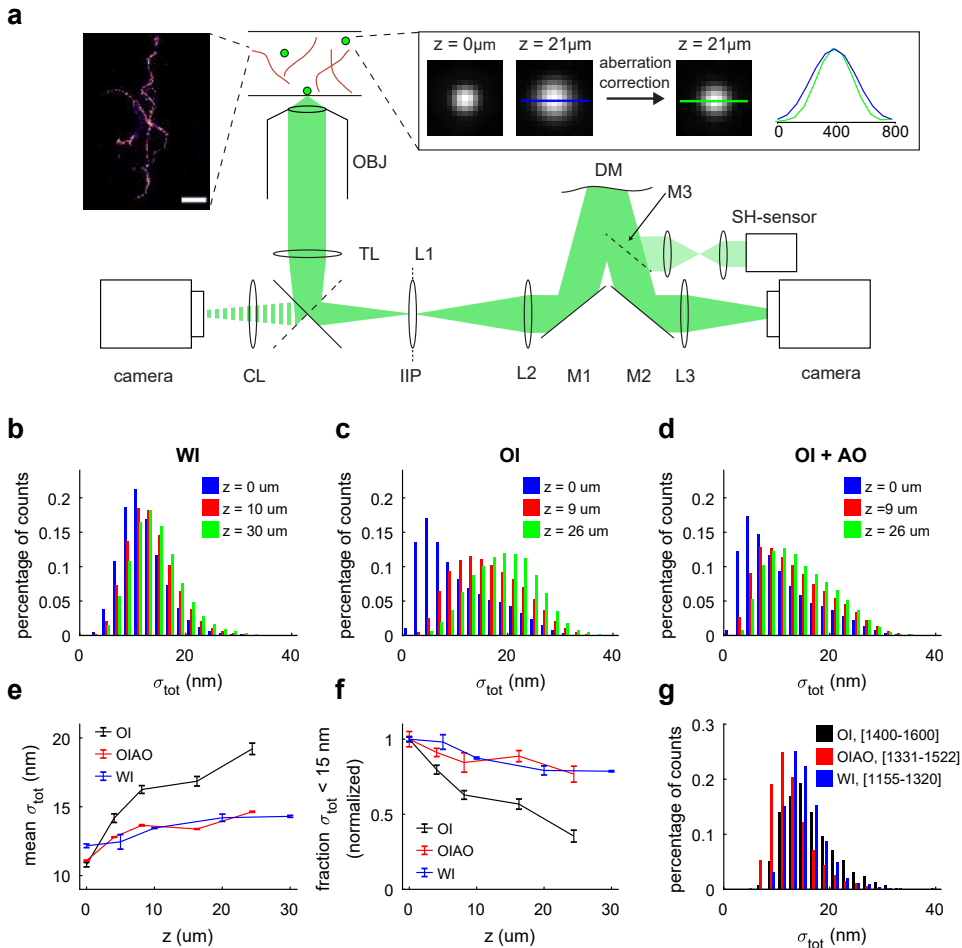 a
z = 0μm
z = 21μm
z = 21μm
aberration
correction
0
400
800
OBJ
DM
M3
SH-sensor
TL
L1
camera
CL
IIP
L2
M1
M2
L3
camera
b
WI
percentage of counts
0.2
0.15
0.1
0.05
0
z = 0 um
z = 10 um
z = 30 um
0
20
40
σtot (nm)
c
OI
percentage of counts
0.2
0.15
0.1
0.05
0
z = 0 um
z = 9 um
z = 26 um
0
20
40
σtot (nm)
d
OI + AO
percentage of counts
0.2
0.15
0.1
0.05
0
z = 0 um
z =9 um
z = 26 um
0
20
40
σtot (nm)
e
mean σtot (nm)
20
15
10
OI
OIAO
WI
0
10
20
30
z (um)
f
fraction σtot < 15 nm
(normalized)
1
0.5
0
OI
OIAO
WI
0
10
20
30
z (um)
g
percentage of counts
0.3
0.2
0.1
0
OI, [1400-1600]
OIAO, [1331-1522]
WI, [1155-1320]
0
20
40
σtot (nm)